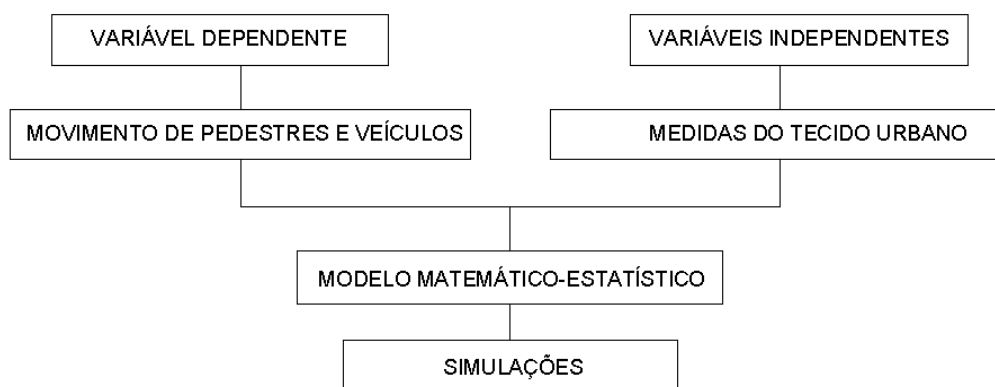 VARIÁVEL DEPENDENTE
VARIÁVEIS INDEPENDENTES
MOVIMENTO DE PEDESTRES E VEÍCULOS
MEDIDAS DO TECIDO URBANO
MODELO MATEMÁTICO-ESTATÍSTICO
SIMULAÇÕES